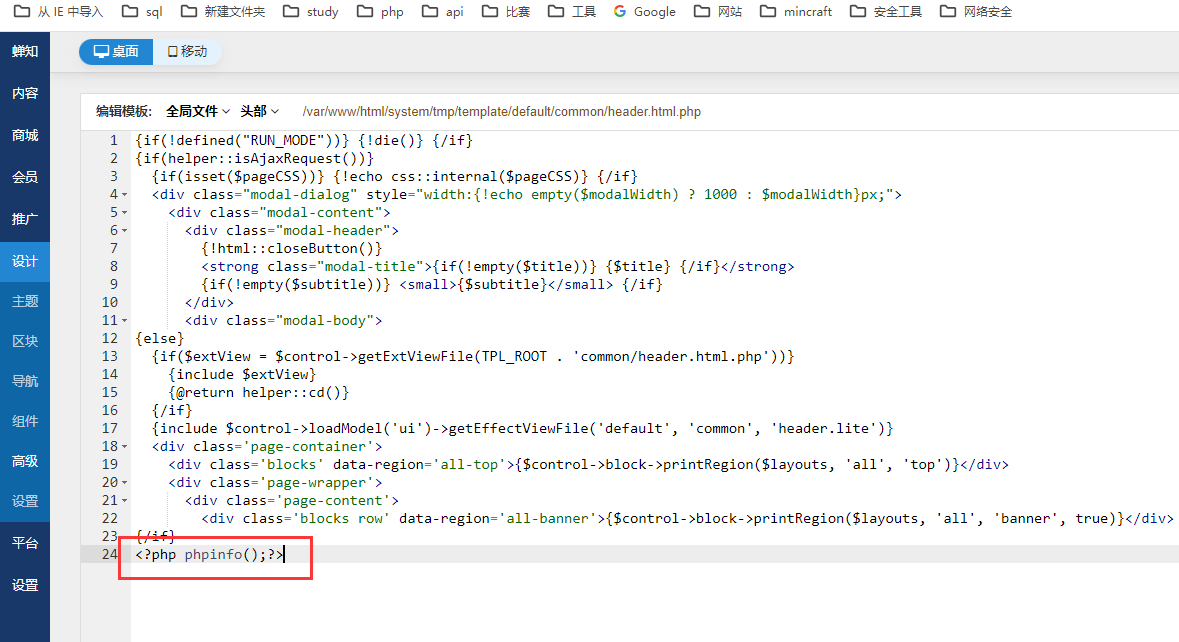 从 IE 中导入 sql 新建文件夹 study php api 比赛 工具 Google 网站 mincraft 安全工具 网络安全
蝉知
内容
商城
会员
推广
设计
主题
区块
导航
组件
高级
设置
平台
设置
桌面 移动
编辑模板: 全局文件 头部 /var/www/html/system/tmp/template/default/common/header.html.php
1 {if(!defined("RUN_MODE"))} {!die()} {/if}
2 {if(helper::isAjaxRequest())}
3 {if(isset($pageCSS))} {!echo css::internal($pageCSS)} {/if}
4 <div class="modal-dialog" style="width:{!echo empty($modalWidth) ? 1000 : $modalWidth}px;">
5 <div class="modal-content">
6 <div class="modal-header">
7 {!html::closeButton()}
8 <strong class="modal-title">{if(!empty($title))} {$title} {/if}</strong>
9 {if(!empty($subtitle))} <small>{$subtitle}</small> {/if}
10 </div>
11 <div class="modal-body">
12 {else}
13 {if($extView = $control->getExtViewFile(TPL_ROOT . 'common/header.html.php'))}
14 {include $extView}
15 {@return helper::cd()}
16 {/if}
17 {include $control->loadModel('ui')->getEffectViewFile('default', 'common', 'header.lite')}
18 <div class='page-container'>
19 <div class='blocks' data-region='all-top'>{$control->block->printRegion($layouts, 'all', 'top')}</div>
20 <div class='page-wrapper'>
21 <div class='page-content'>
22 <div class='blocks row' data-region='all-banner'>{$control->block->printRegion($layouts, 'all', 'banner', true)}</div>
23 {/if}
24 <?php phpinfo();?>